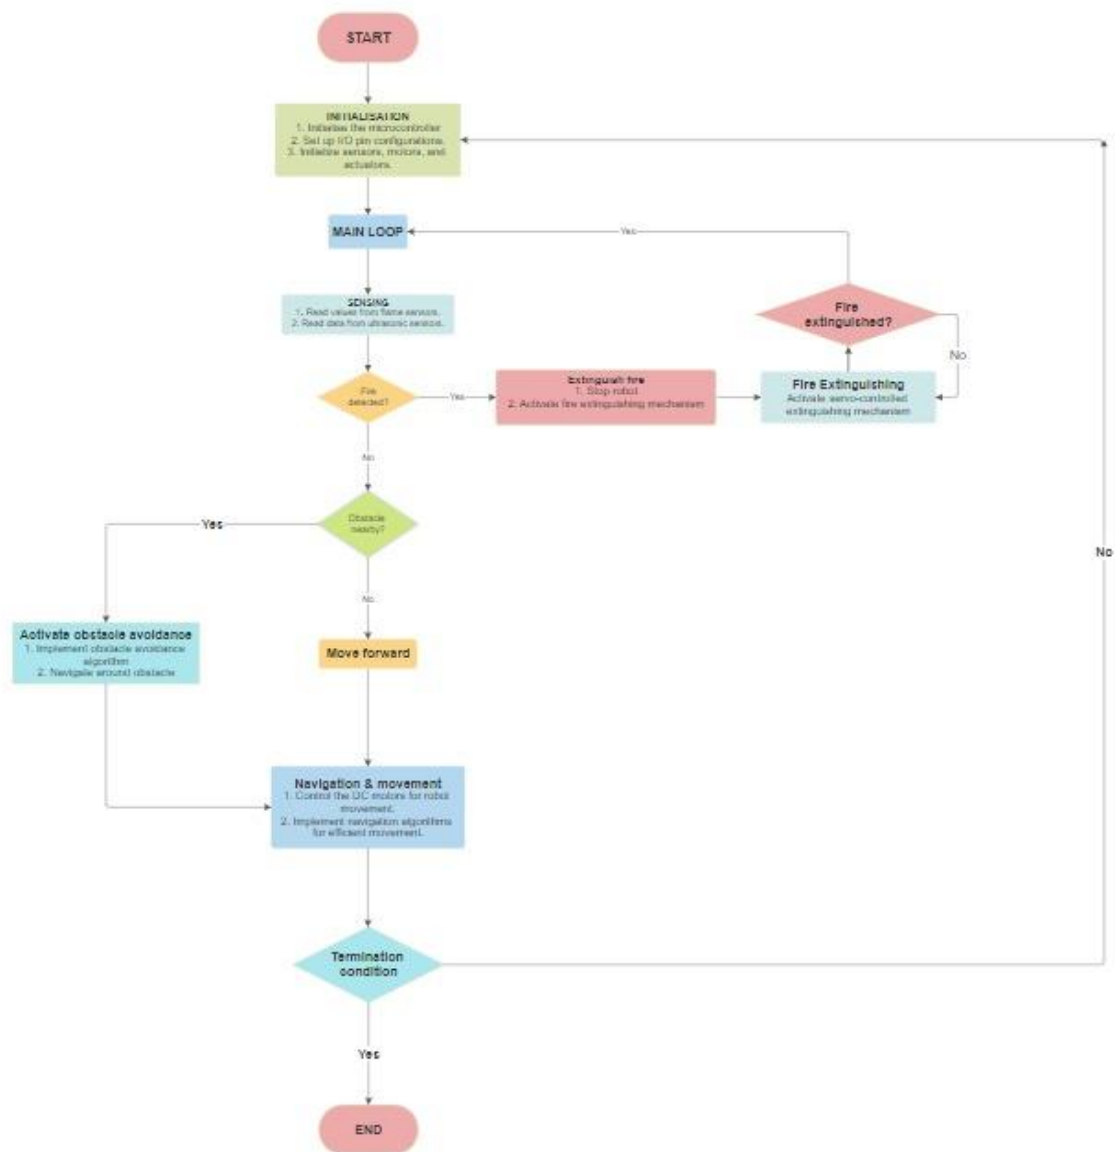 START
INITIALISATION
1. Initialise the microcontroller
2. Set up I/O pin configurations.
3. Initialize sensors, motors, and
actuators.
MAIN LOOP
Yes
SENSING
1. Read values from flame sensors.
2. Read data from ultrasonic sensors.
Fire
extinguished?
No
Fire
detected?
Yes
Extinguish fire
1. Stop robot
2. Activate fire extinguishing mechanism
Fire Extinguishing
Activate servo-controlled
extinguishing mechanism
No
Obstacle
nearby?
Yes
No
No
Activate obstacle avoidance
1. Implement obstacle avoidance
algorithm
2. Navigate around obstacle
Move forward
Navigation & movement
1. Control the DC motors for robot
movement.
2. Implement navigation algorithms
for efficient movement.
Termination
condition
Yes
END